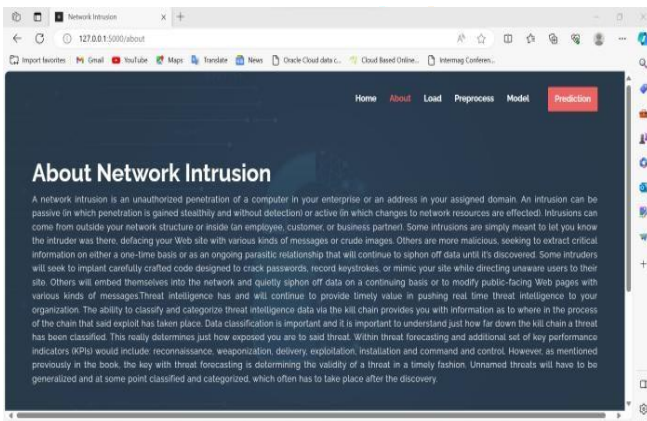 Network Intrusion
127.0.0.1:5000/about
Import favorites Gmail YouTube Maps Translate News Oracle Cloud data c... Cloud Based Online... Intermag Conferen...
Home About Load Preprocess Model Prediction
About Network Intrusion
A network intrusion is an unauthorized penetration of a computer in your enterprise or an address in your assigned domain. An intrusion can be
passive (in which penetration is gained stealthily and without detection) or active (in which changes to network resources are effected). Intrusions can
come from outside your network structure or inside (an employee, customer, or business partner). Some intrusions are simply meant to let you know
the intruder was there, defacing your Web site with various kinds of messages or crude images. Others are more malicious, seeking to extract critical
information on either a one-time basis or as an ongoing parasitic relationship that will continue to siphon off data until it's discovered. Some intruders
will seek to implant carefully crafted code designed to crack passwords, record keystrokes, or mimic your site while directing unaware users to their
site. Others will embed themselves into the network and quietly siphon off data on a continuing basis or to modify public-facing Web pages with
various kinds of messages.Threat intelligence has and will continue to provide timely value in pushing real time threat intelligence to your
organization. The ability to classify and categorize threat intelligence data via the kill chain provides you with information as to where in the process
of the chain that said exploit has taken place. Data classification is important and it is important to understand just how far down the kill chain a threat
has been classified. This really determines just how exposed you are to said threat. Within threat forecasting and additional set of key performance
indicators (KPIs) would include: reconnaissance, weaponization, delivery, exploitation, installation and command and control. However, as mentioned
previously in the book, the key with threat forecasting is determining the validity of a threat in a timely fashion. Unnamed threats will have to be
generalized and at some point classified and categorized, which often has to take place after the discovery.